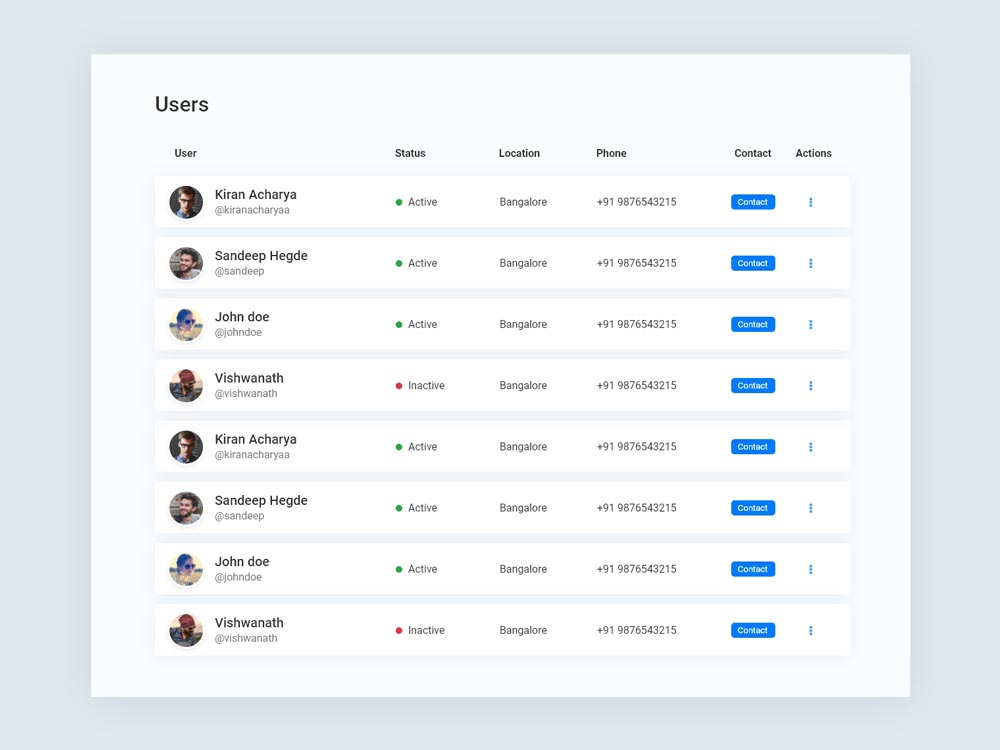 Users
User Status Location Phone Contact Actions
Kiran Acharya
@kiranacharyaa
Active Bangalore +91 9876543215 Contact
Sandeep Hegde
@sandeep
Active Bangalore +91 9876543215 Contact
John doe
@johndoe
Active Bangalore +91 9876543215 Contact
Vishwanath
@vishwanath
Inactive Bangalore +91 9876543215 Contact
Kiran Acharya
@kiranacharyaa
Active Bangalore +91 9876543215 Contact
Sandeep Hegde
@sandeep
Active Bangalore +91 9876543215 Contact
John doe
@johndoe
Active Bangalore +91 9876543215 Contact
Vishwanath
@vishwanath
Inactive Bangalore +91 9876543215 Contact